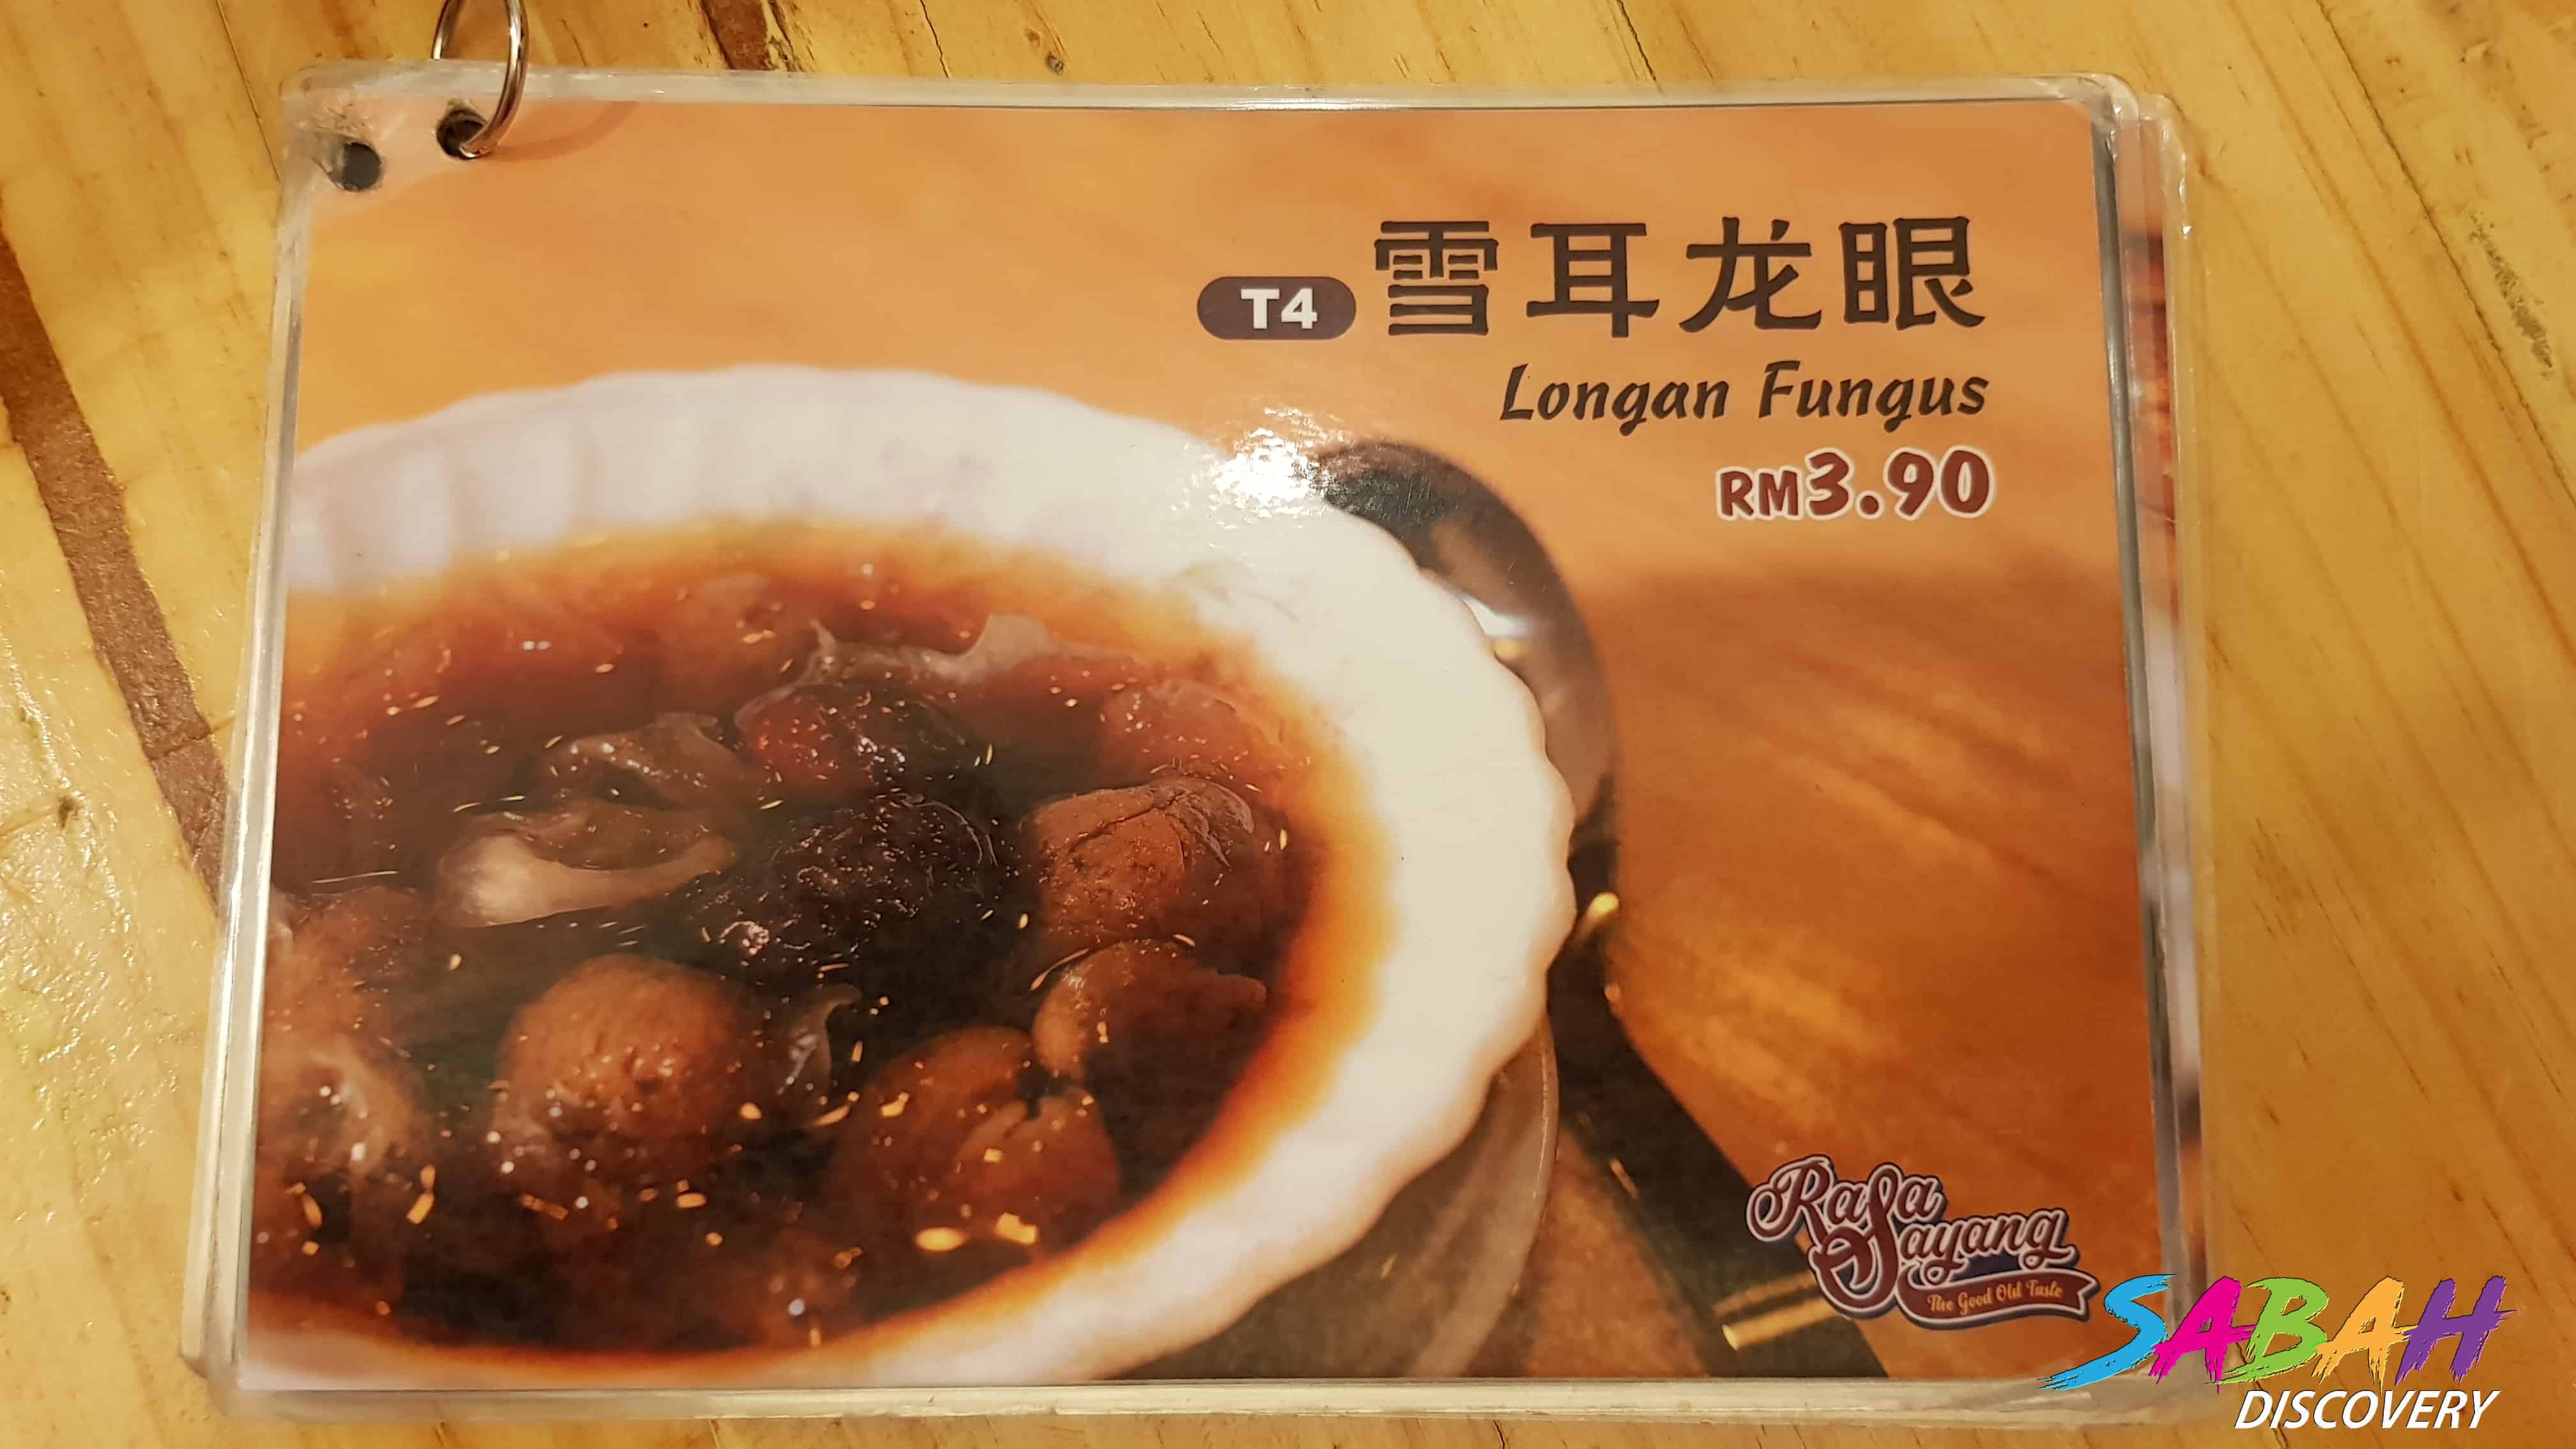 T4 雪耳龙眼
Longan Fungus
RM3.90
Rasa
Sayang
The Good Old Taste
SABAH
DISCOVERY